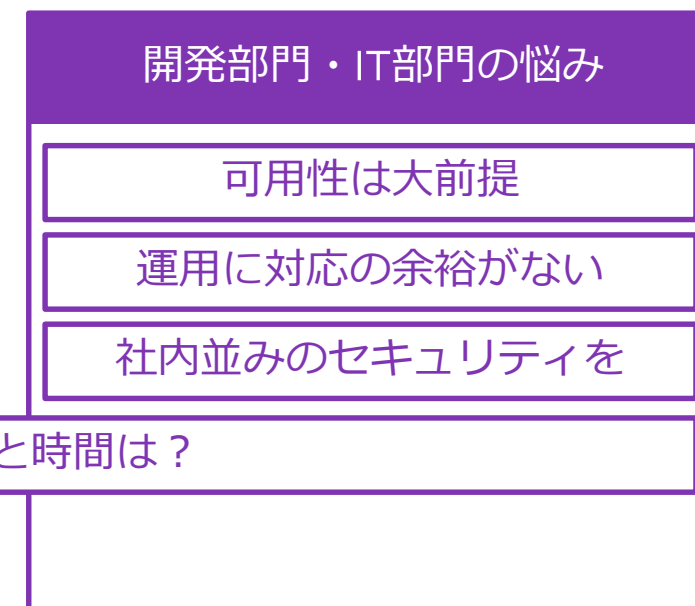 開発部門・IT部門の悩み
可用性は大前提
運用に対応の余裕がない
社内並みのセキュリティを
と時間は？